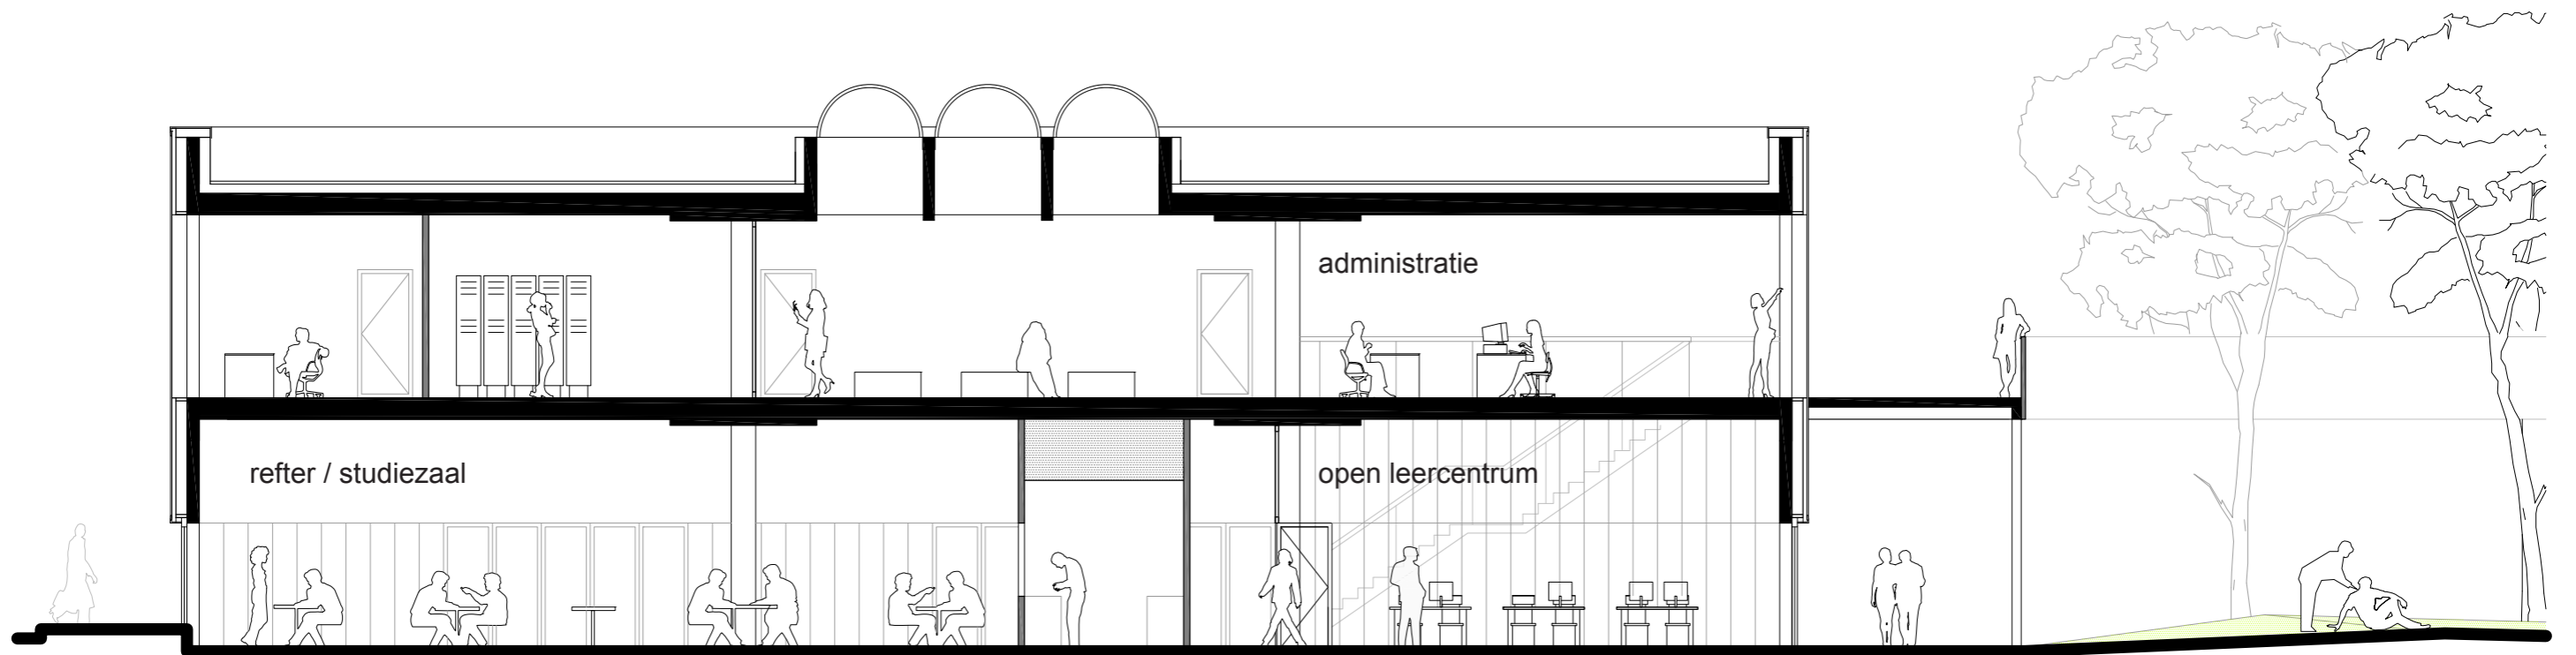 administratie
refter / studiezaal
open leercentrum